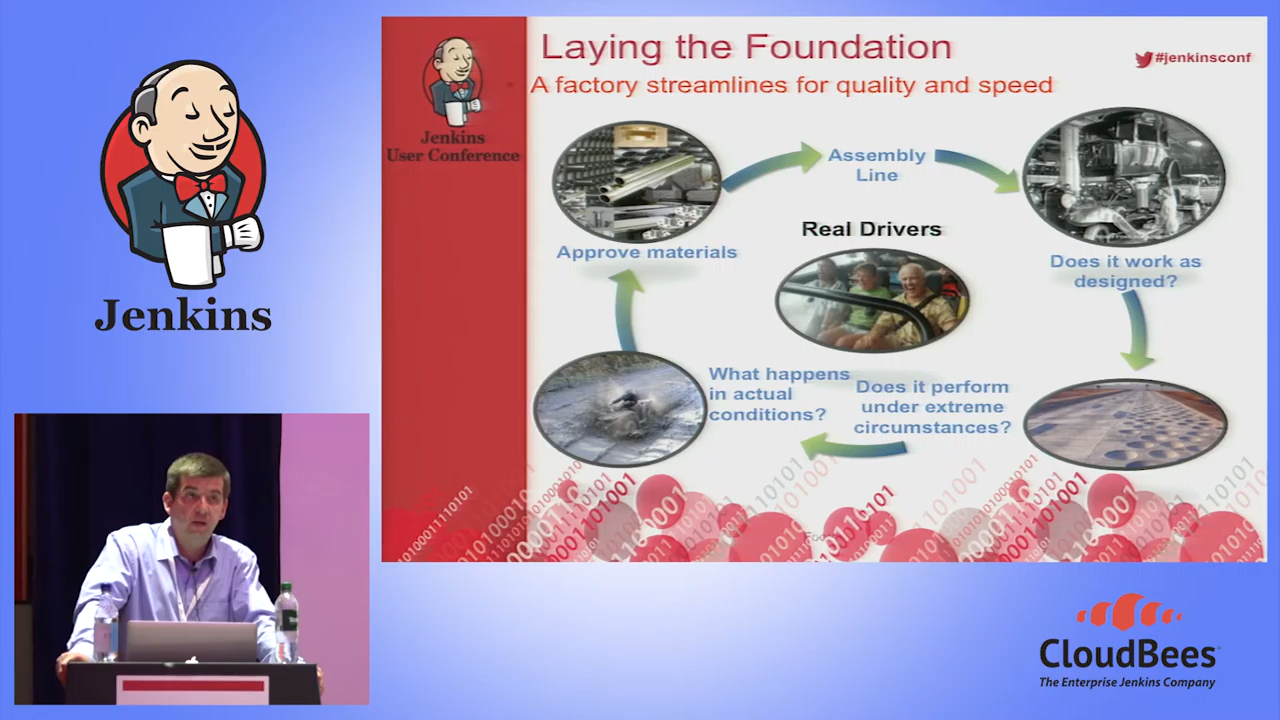 Jenkins
Jenkins
User Conference
Laying the Foundation
A factory streamlines for quality and speed
#jenkinsconf
Approve materials
Assembly
Line
Does it work as
designed?
Real Drivers
What happens
in actual
conditions?
Does it perform
under extreme
circumstances?
CloudBees
The Enterprise Jenkins Company